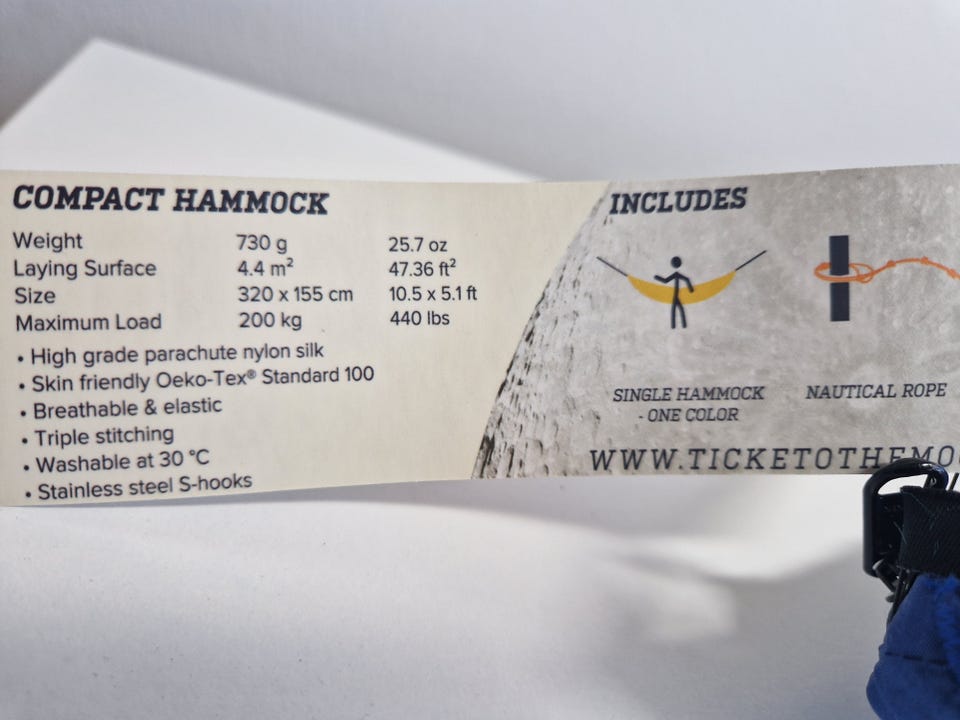 COMPACT HAMMOCK
Weight 730 g 25.7 oz
Laying Surface 4.4 m² 47.36 ft²
Size 320 x 155 cm 10.5 x 5.1 ft
Maximum Load 200 kg 440 lbs
• High grade parachute nylon silk
• Skin friendly Oeko-Tex® Standard 100
• Breathable & elastic
• Triple stitching
• Washable at 30 °C
• Stainless steel S-hooks
INCLUDES
SINGLE HAMMOCK
- ONE COLOR
NAUTICAL ROPE
WWW.TICKETOTHEMO